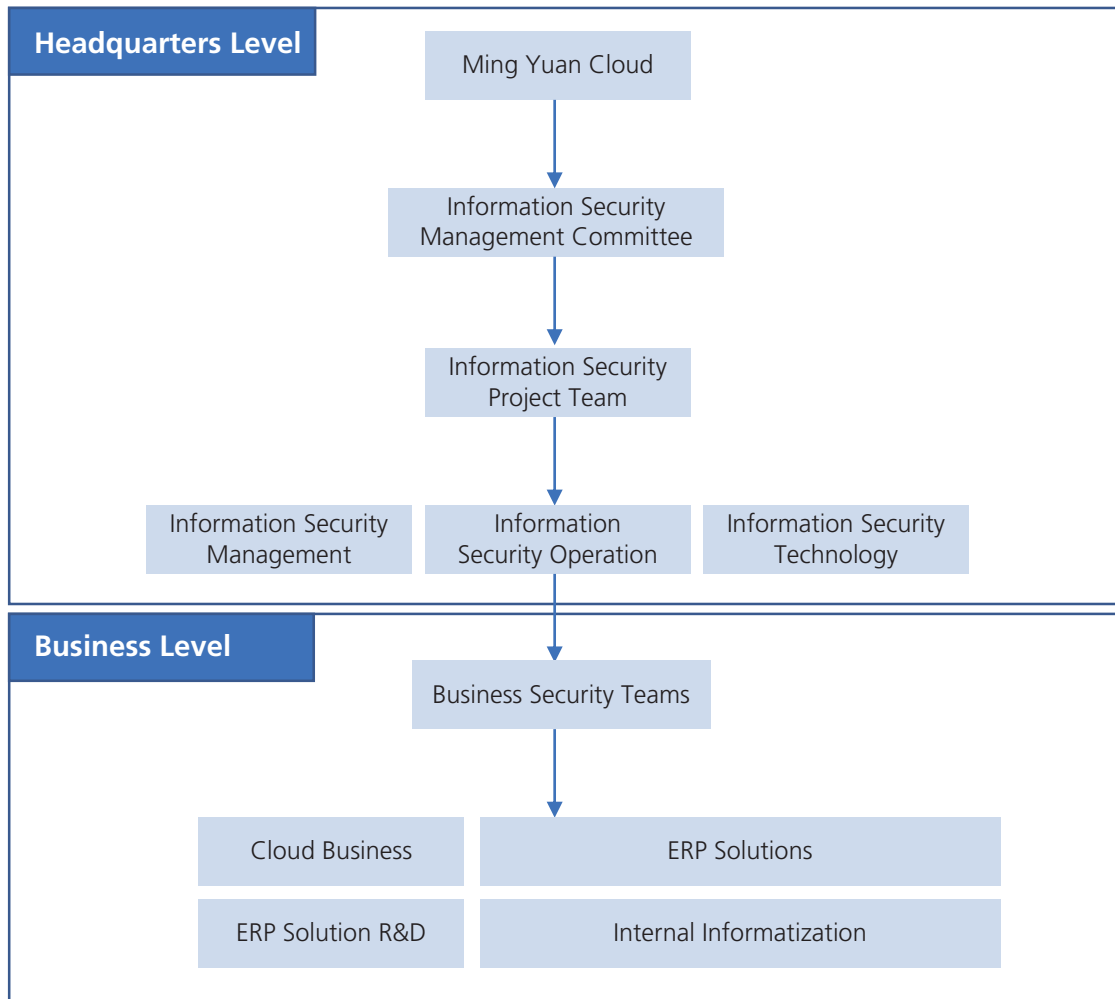 Headquarters Level
Ming Yuan Cloud
Information Security
Management Committee
Information Security
Project Team
Information Security
Management
Information
Security Operation
Information Security
Technology
Business Level
Business Security Teams
Cloud Business
ERP Solutions
ERP Solution R&D
Internal Informatization